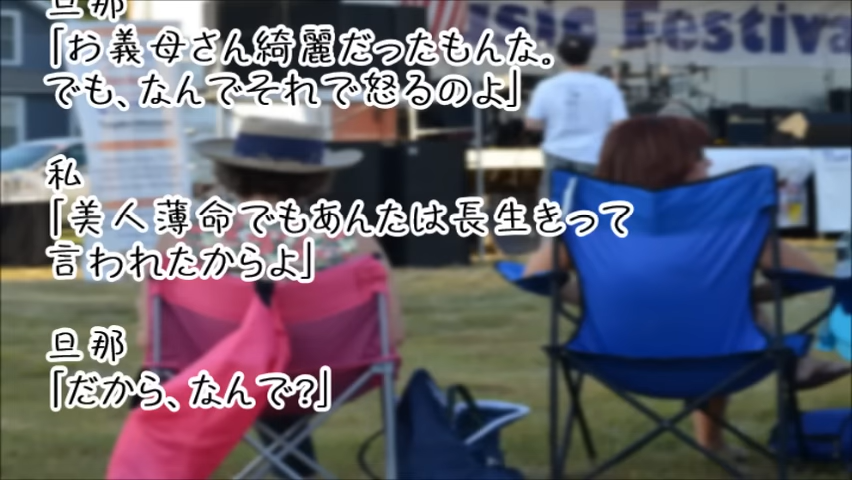 旦那
「お義母さん綺麗だったもんな。
でも、なんでそれで怒るのよ」
私
「美人薄命でもあんたは長生きって
言われたからよ」
旦那
「だから、なんで?」
usic Festiva